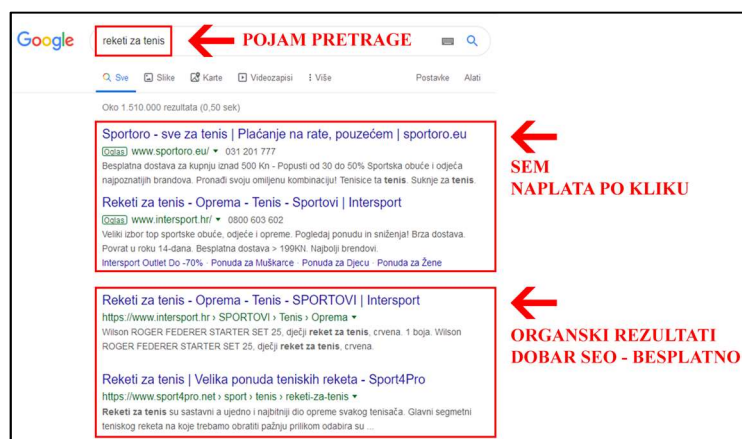 Google
reketi za tenis
POJAM PRETRAGE
Sve Slike Karte Videozapisi Više Postavke Alati
Oko 1.510.000 rezultata (0,50 sek)
Sportoro - sve za tenis | Plaćanje na rate, pouzećem | sportoro.eu
Oglas www.sportoro.eu/ 031 201 777
Besplatna dostava za kupnju iznad 500 Kn - Popusti od 30 do 50% Sportska obuće i odjeća
najpoznatijih brandova. Pronađi svoju omiljenu kombinaciju! Tenisice ta tenis. Suknje za tenis.
Reketi za tenis - Oprema - Tenis - Sportovi | Intersport
Oglas www.intersport.hr/ 0800 603 602
Veliki izbor top sportske obuće, odjeće i opreme. Pogledaj ponudu in sniženja! Brza dostava.
Povrat u roku 14-dana. Besplatna dostava > 199KN. Najbolji brendovi.
Intersport Outlet Do -70% · Ponuda za Muškarce · Ponuda za Djecu · Ponuda za Žene
SEM
NAPLATA PO KLIKU
Reketi za tenis - Oprema - Tenis - SPORTOVI | Intersport
https://www.intersport.hr › SPORTOVI › Tenis › Oprema
Wilson ROGER FEDERER STARTER SET 25, dječji reket za tenis, crvena. 1 boja. Wilson
ROGER FEDERER STARTER SET 25, dječji reket za tenis, crvena.
Reketi za tenis | Velika ponuda teniskih reketa - Sport4Pro
https://www.sport4pro.net › sport › tenis › reketi-za-tenis
Reketi za tenis su sastavni a ujedno i najbitniji dio opreme svakog tenisača. Glavni segmetni
teniskog reketa na koje trebamo obratiti pažnju prilikom odabira su ...
ORGANSKI REZULTATI
DOBAR SEO - BESPLATNO